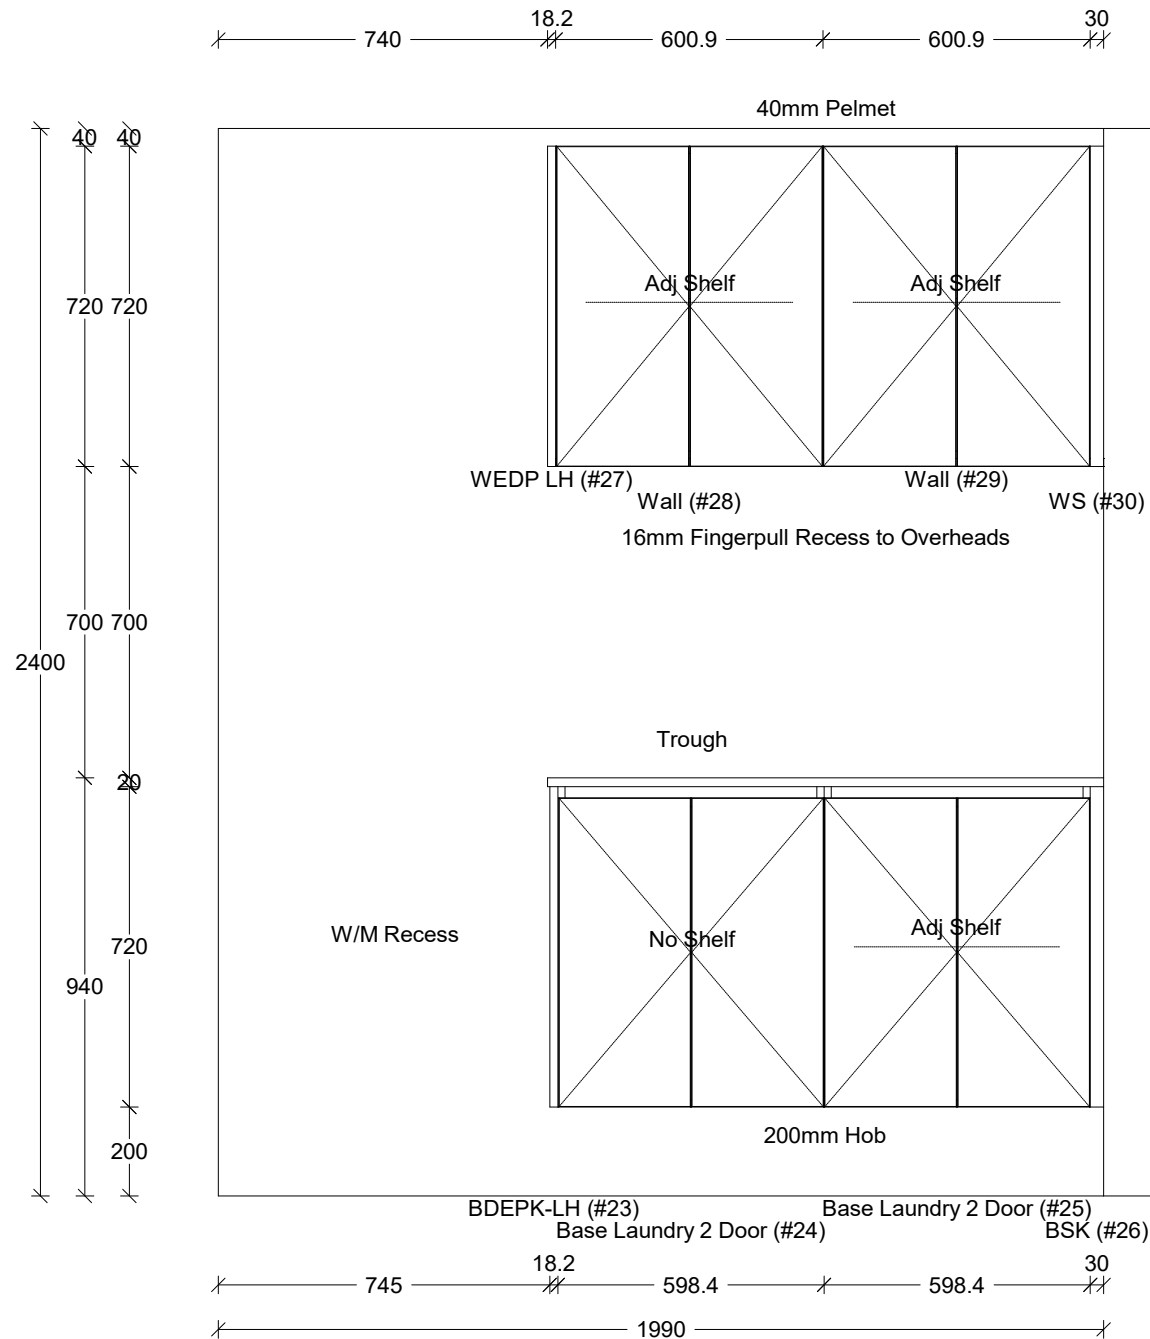 18.2 30
740 600.9 600.9
40mm Pelmet
40 40
Adj Shelf Adj Shelf
720 720
WEDP LH (#27) Wall (#29)
Wall (#28) WS (#30)
16mm Fingerpull Recess to Overheads
700 700
2400
Trough
20
W/M Recess No Shelf Adj Shelf
720
940
200mm Hob
200
BDEPK-LH (#23) Base Laundry 2 Door (#25)
Base Laundry 2 Door (#24) BSK (#26)
18.2 30
745 598.4 598.4
1990